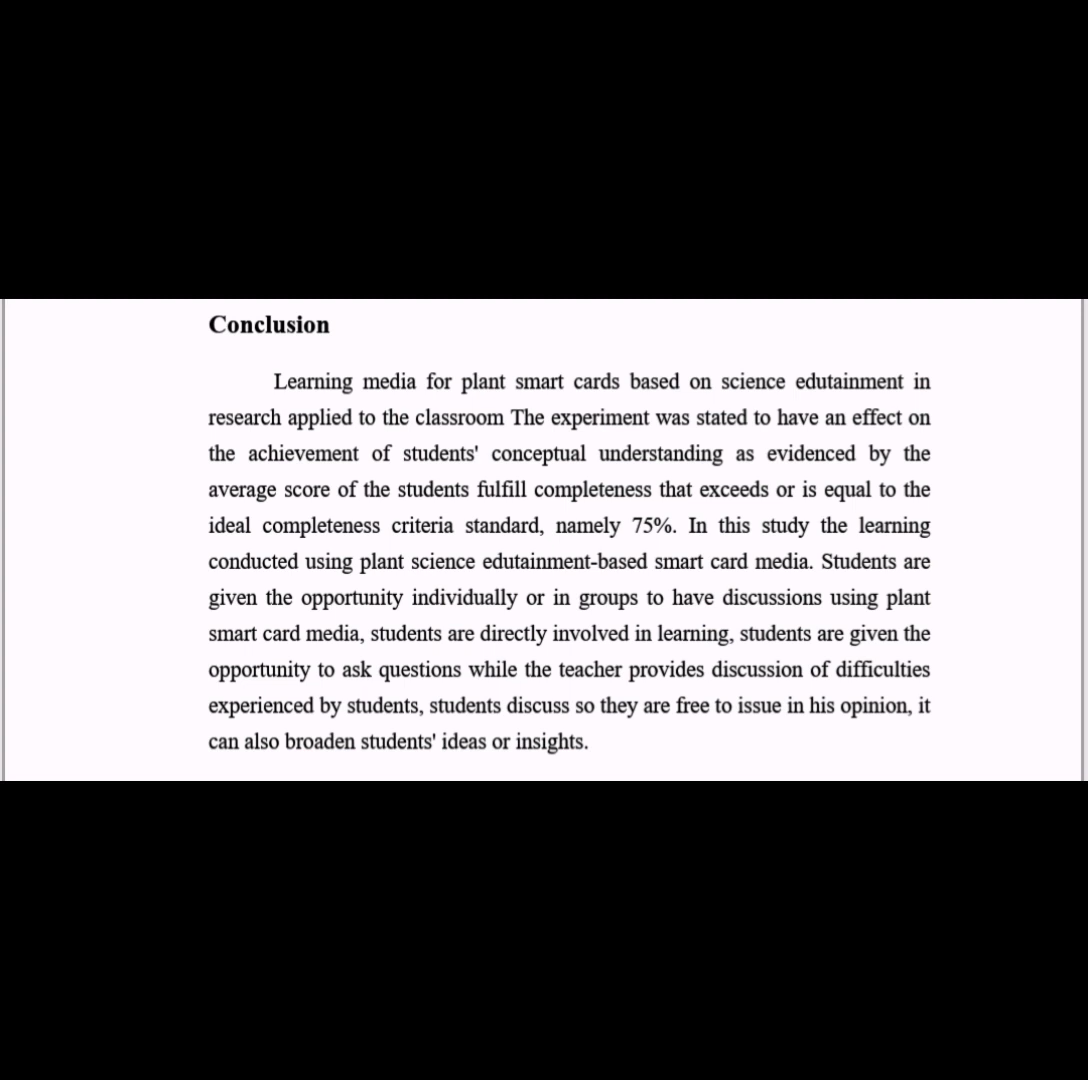 Conclusion
Learning media for plant smart cards based on science edutainment in
research applied to the classroom The experiment was stated to have an effect on
the achievement of students' conceptual understanding as evidenced by the
average score of the students fulfill completeness that exceeds or is equal to the
ideal completeness criteria standard, namely 75%. In this study the learning
conducted using plant science edutainment-based smart card media. Students are
given the opportunity individually or in groups to have discussions using plant
smart card media, students are directly involved in learning, students are given the
opportunity to ask questions while the teacher provides discussion of difficulties
experienced by students, students discuss so they are free to issue in his opinion, it
can also broaden students' ideas or insights.